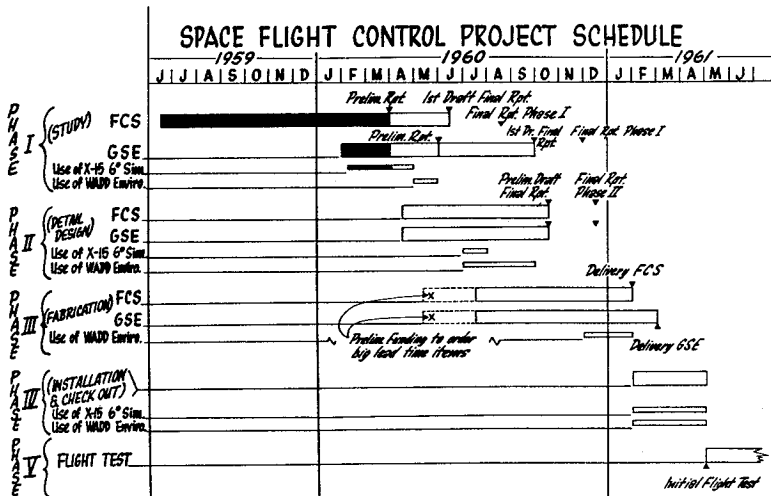 SPACE FLIGHT CONTROL PROJECT SCHEDULE
1959 1960 1961
J J A S O N D J F M A M J J A S O N D J F M A M J
PHASE I (STUDY)
Prelim. Rpt. 1st Draft Final Rpt.
FCS
Final Rpt. Phase I
Prelim. Rpt. 1st Dr. Final Rpt Final Rpt. Phase I
GSE
Use of X-15 6° Sim.
Use of WADD Enviro.
PHASE II (DETAIL DESIGN)
Prelim. Draft Final Rpt. Final Rpt. Phase II
FCS
GSE
Use of X-15 6° Sim.
Use of WADD Enviro.
PHASE III (FABRICATION)
Delivery FCS
FCS
x
GSE
x
Use of WADD Enviro.
Prelim. Funding to order
big lead time items
Delivery GSE
PHASE IV (INSTALLATION & CHECK OUT)
Use of X-15 6° Sim.
Use of WADD Enviro.
PHASE V
FLIGHT TEST
Initial Flight Test